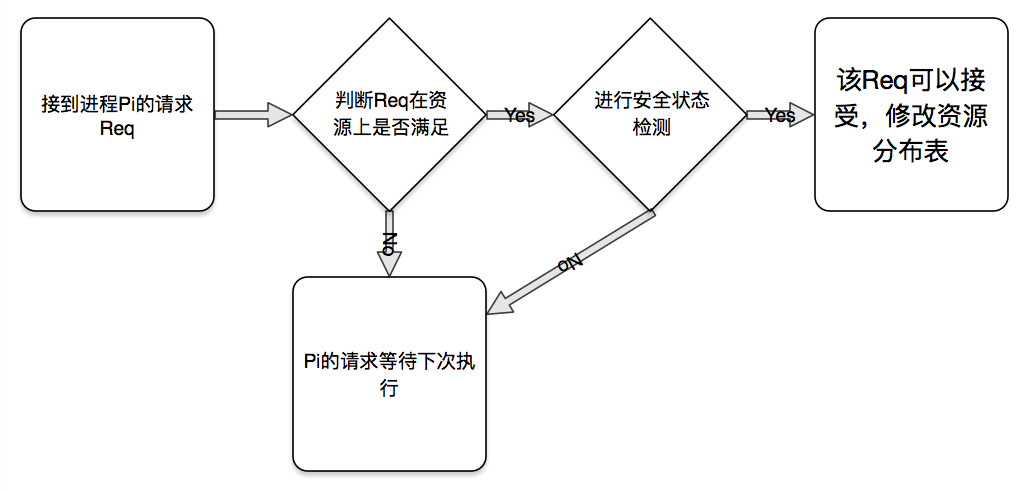 接到进程Pi的请求
Req
判断Req在资
源上是否满足
Yes
进行安全状态
检测
Yes
该Req可以接
受，修改资源
分布表
No
No
Pi的请求等待下次执
行